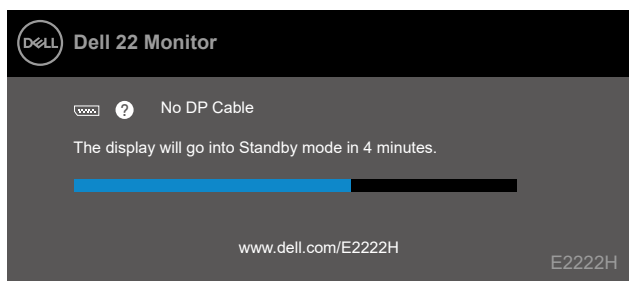 DELL Dell 22 Monitor
? No DP Cable
The display will go into Standby mode in 4 minutes.
www.dell.com/E2222H
E2222H